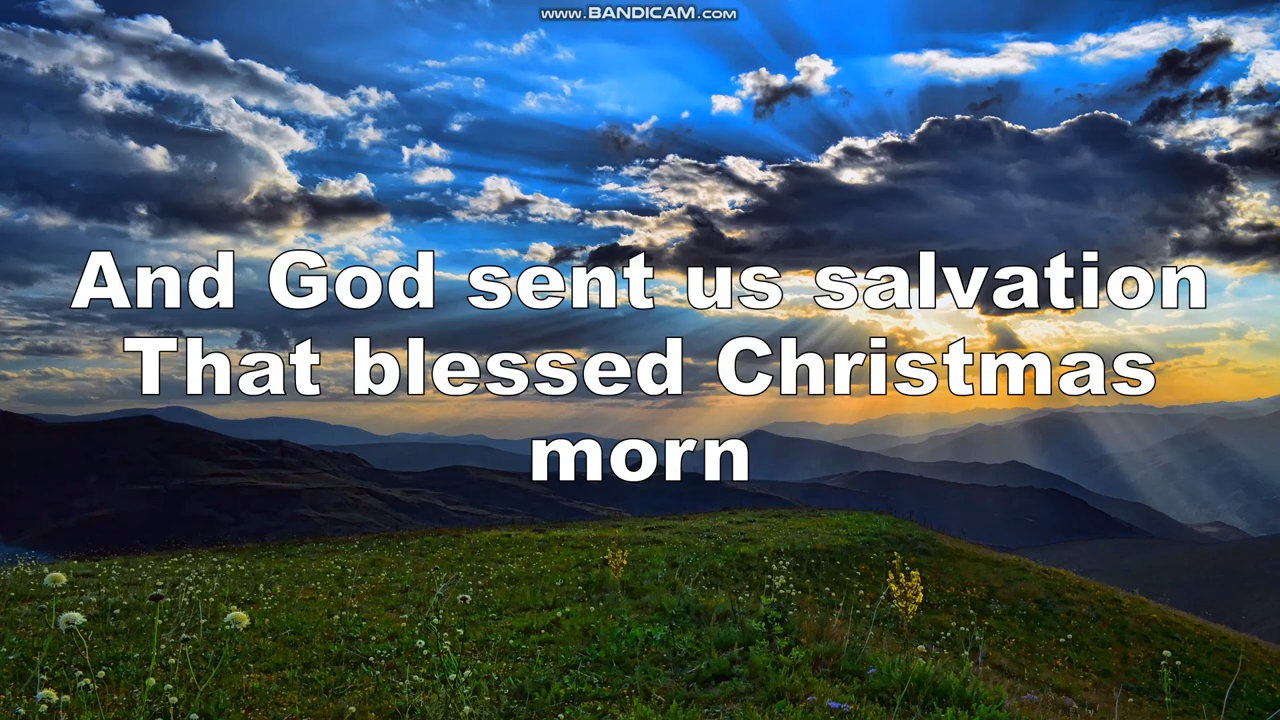 www.BANDICAM.com
And God sent us salvation
That blessed Christmas
morn